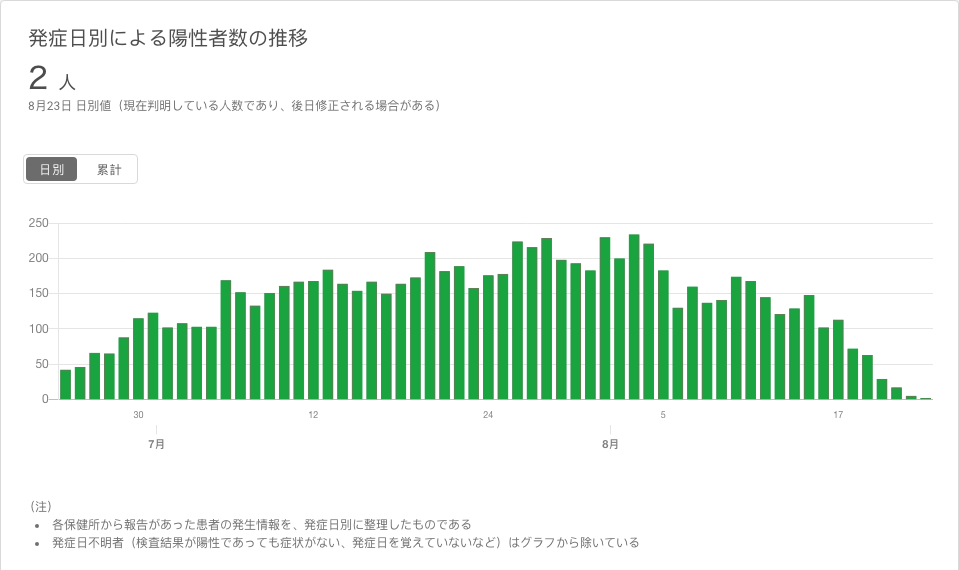 発症日別による陽性者数の推移
2 人
8月23日 日別値（現在判明している人数であり、後日修正される場合がある）
日別 累計
250
200
150
100
50
0
30 12 24 5 17
7月 8月
（注）
• 各保健所から報告があった患者の発生情報を、発症日別に整理したものである
• 発症日不明者（検査結果が陽性であっても症状がない、発症日を覚えていないなど）はグラフから除いている